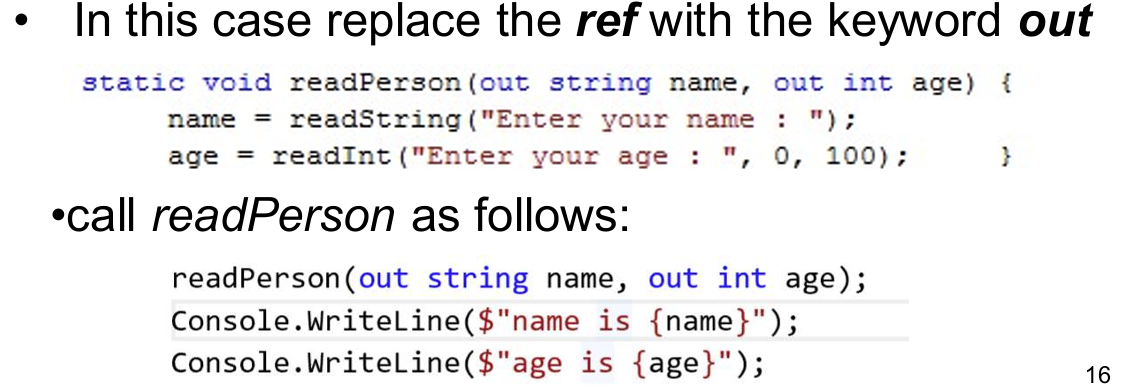 • In this case replace the ref with the keyword out
static void readPerson(out string name, out int age) {
name = readString("Enter your name : ");
age = readInt("Enter your age : ", 0, 100); }
•call readPerson as follows:
readPerson(out string name, out int age);
Console.WriteLine($"name is {name}");
Console.WriteLine($"age is {age}");
16